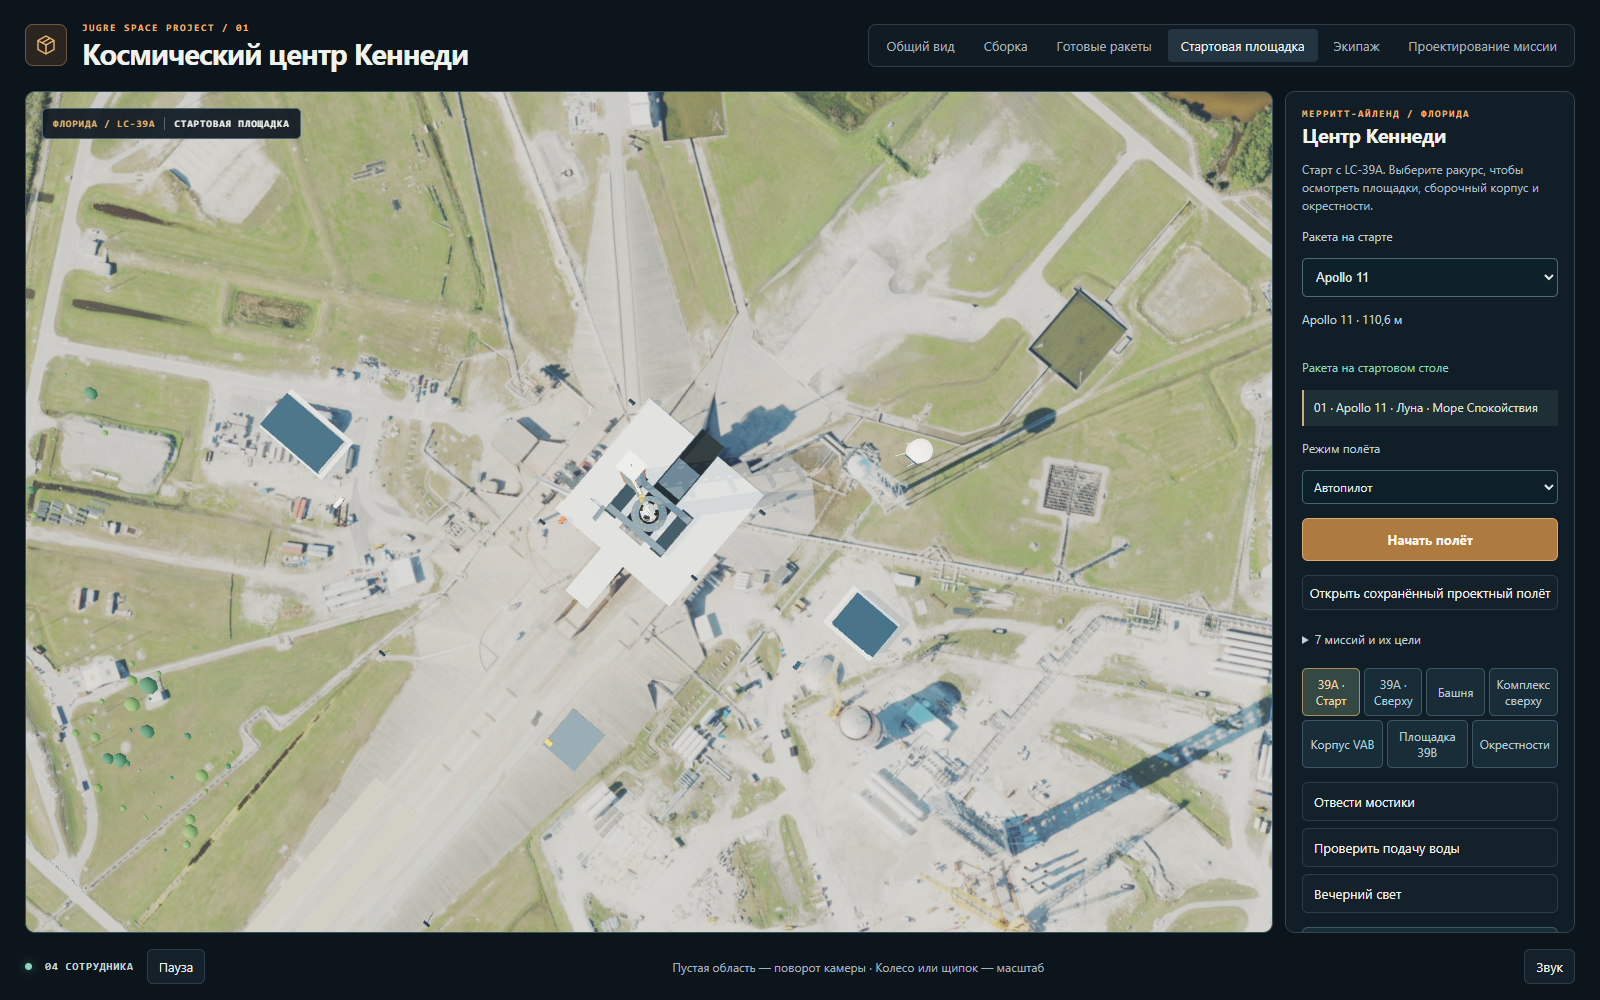 JUGRE SPACE PROJECT / 01
Космический центр Кеннеди
Общий вид
Сборка
Готовые ракеты
Стартовая площадка
Экипаж
Проектирование миссии
ФЛОРИДА / LC-39A
СТАРТОВАЯ ПЛОЩАДКА
МЕРРИТТ-АЙЛЕНД / ФЛОРИДА
Центр Кеннеди
Старт с LC-39A. Выберите ракурс, чтобы
осмотреть площадки, сборочный корпус и
окрестности.
Ракета на старте
Apollo 11
Apollo 11 · 110,6 м
Ракета на стартовом столе
01 · Apollo 11 · Луна · Море Спокойствия
Режим полёта
Автопилот
Начать полёт
Открыть сохранённый проектный полёт
7 миссий и их цели
39A ·
Старт
39A ·
Сверху
Башня
Комплекс
сверху
Корпус VAB
Площадка
39B
Окрестности
Отвести мостики
Проверить подачу воды
Вечерний свет
04 СОТРУДНИКА
Пауза
Пустая область — поворот камеры · Колесо или щипок — масштаб
Звук